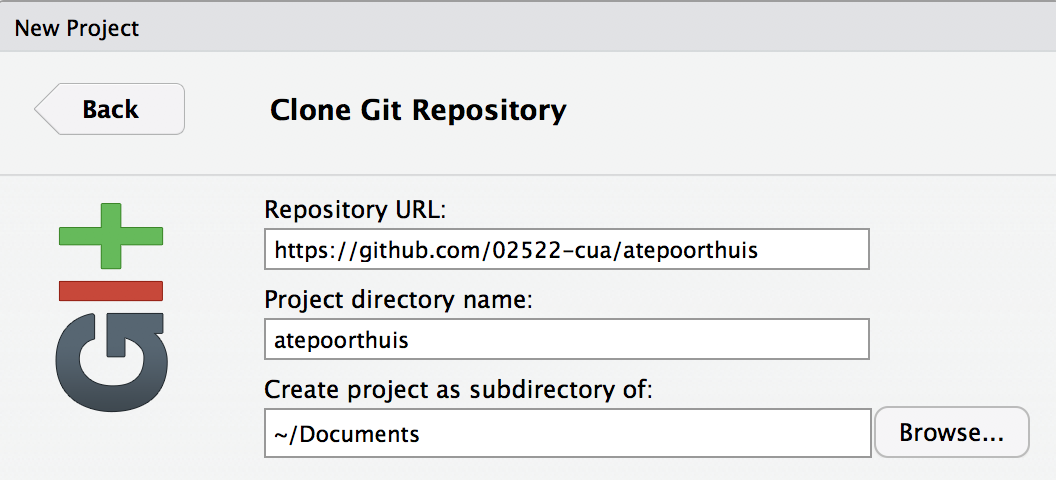 New Project
Back
Clone Git Repository
Repository URL:
https://github.com/02522-cua/atepoorthuis
Project directory name:
atepoorthuis
Create project as subdirectory of:
~/Documents
Browse...
GIT